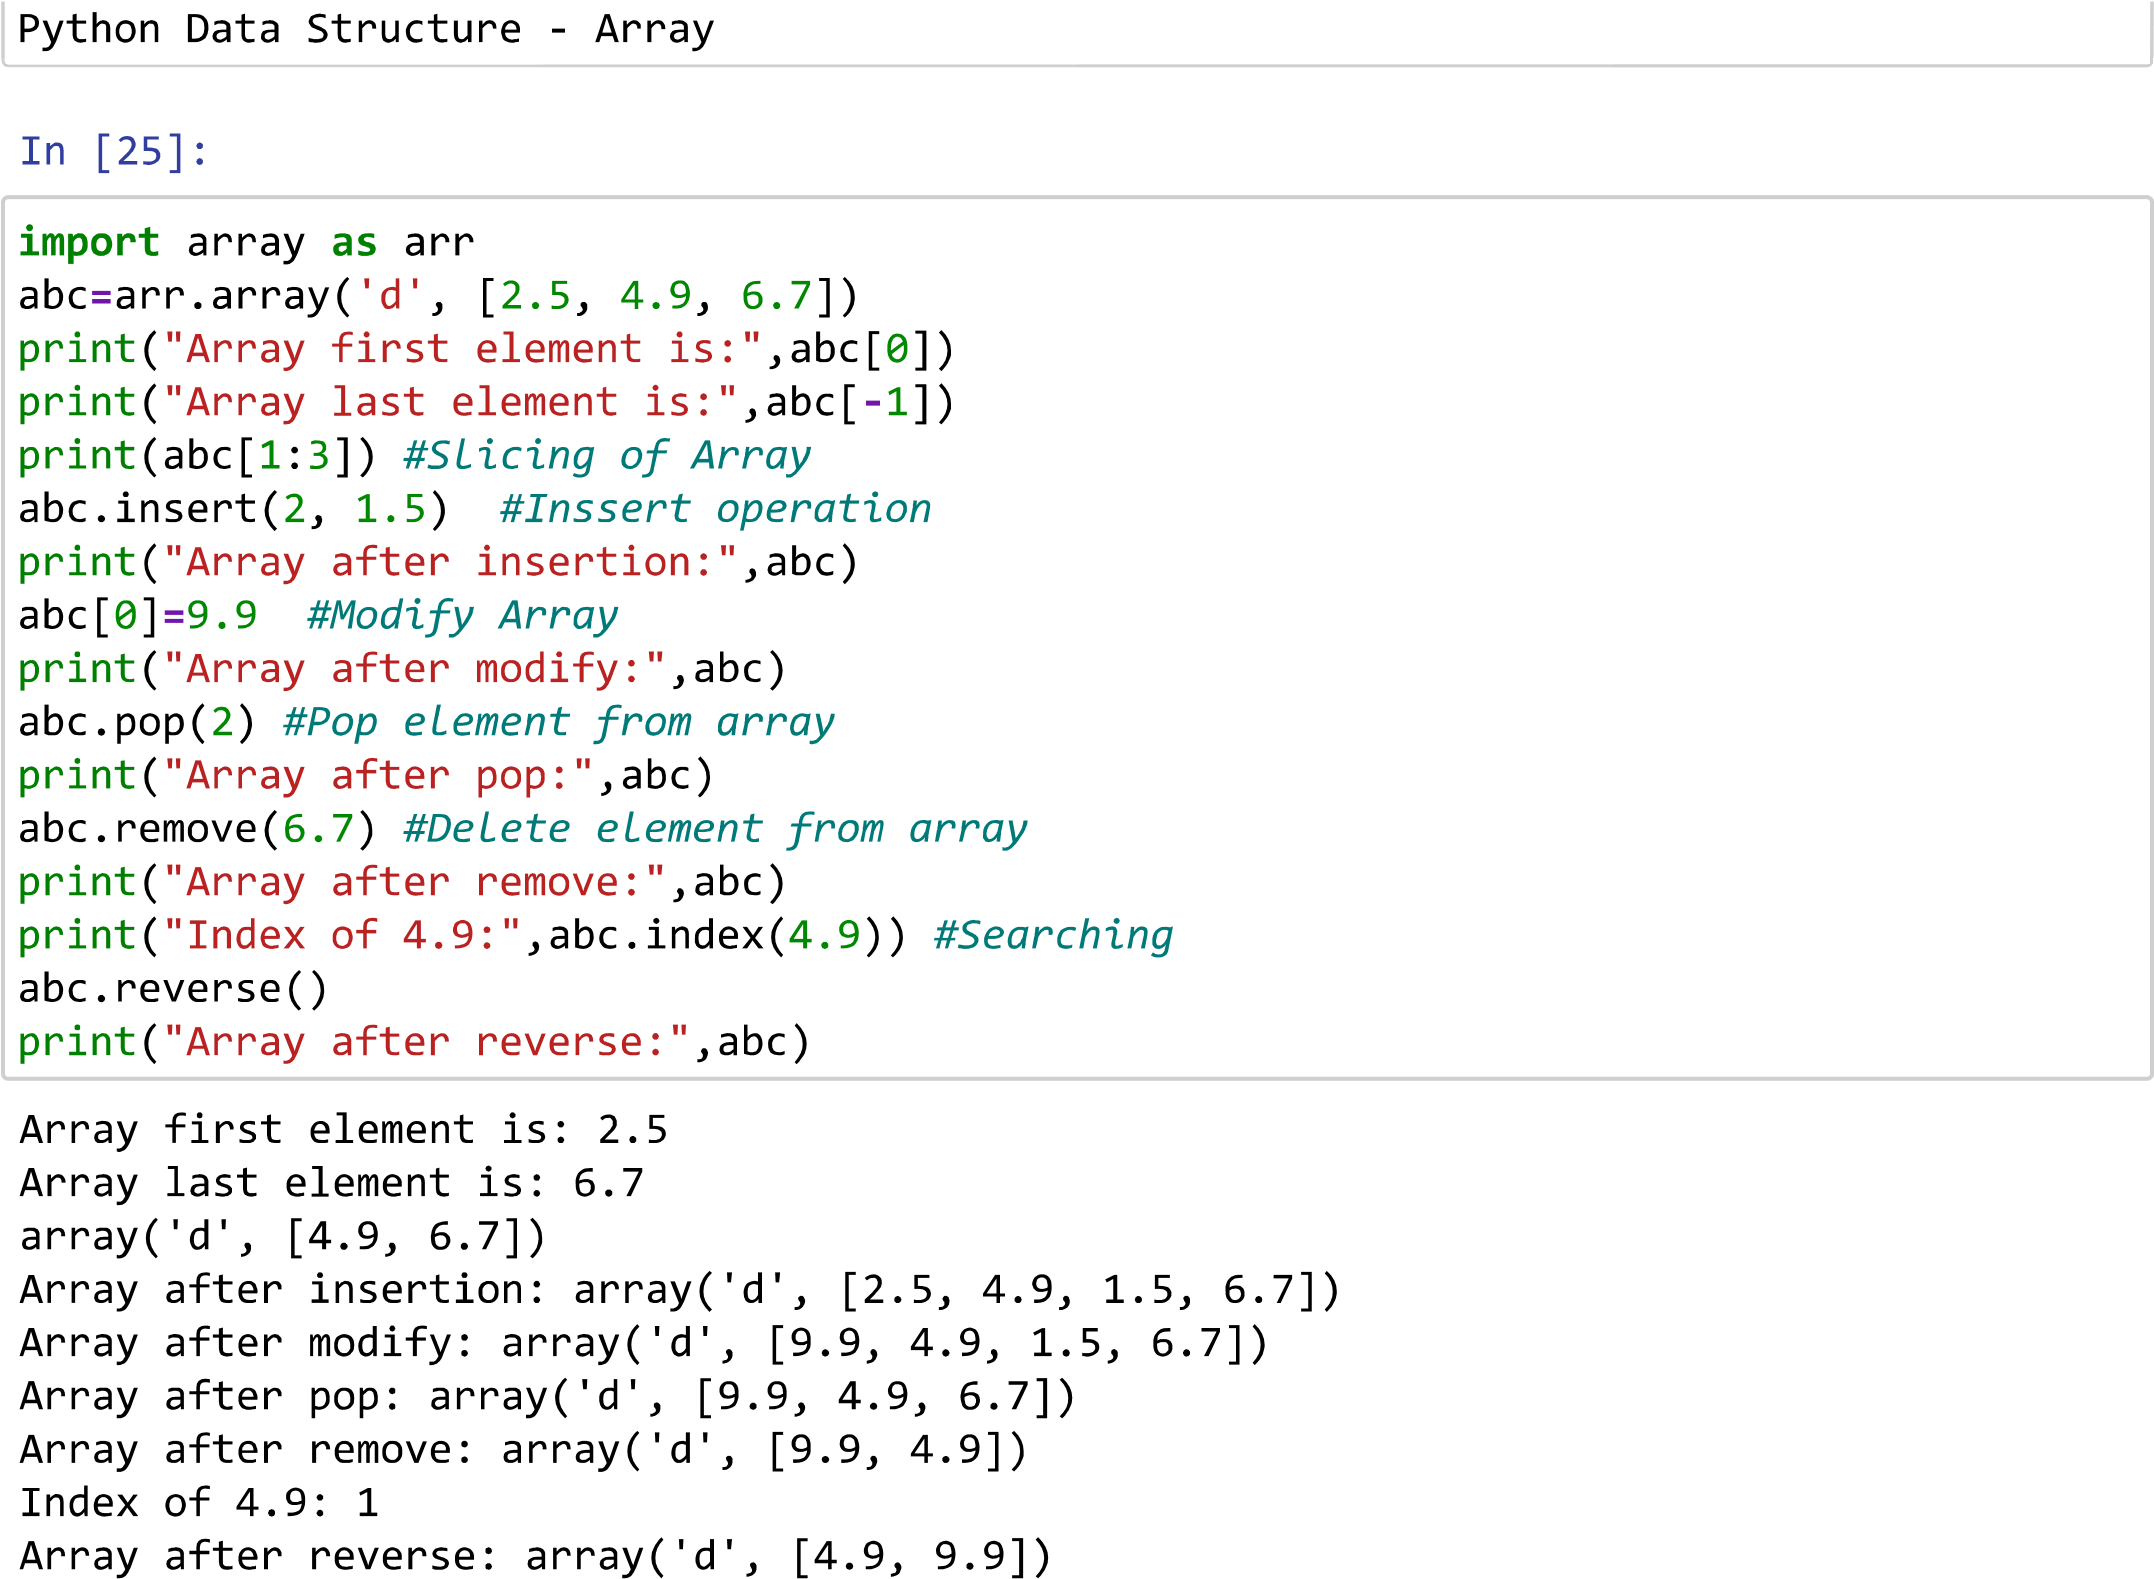 Python Data Structure - Array
In [25]:
import array as arr
abc=arr.array('d', [2.5, 4.9, 6.7])
print("Array first element is:",abc[0])
print("Array last element is:",abc[-1])
print(abc[1:3]) #Slicing of Array
abc.insert(2, 1.5)  #Inssert operation
print("Array after insertion:",abc)
abc[0]=9.9  #Modify Array
print("Array after modify:",abc)
abc.pop(2) #Pop element from array
print("Array after pop:",abc)
abc.remove(6.7) #Delete element from array
print("Array after remove:",abc)
print("Index of 4.9:",abc.index(4.9)) #Searching
abc.reverse()
print("Array after reverse:",abc)
Array first element is: 2.5
Array last element is: 6.7
array('d', [4.9, 6.7])
Array after insertion: array('d', [2.5, 4.9, 1.5, 6.7])
Array after modify: array('d', [9.9, 4.9, 1.5, 6.7])
Array after pop: array('d', [9.9, 4.9, 6.7])
Array after remove: array('d', [9.9, 4.9])
Index of 4.9: 1
Array after reverse: array('d', [4.9, 9.9])